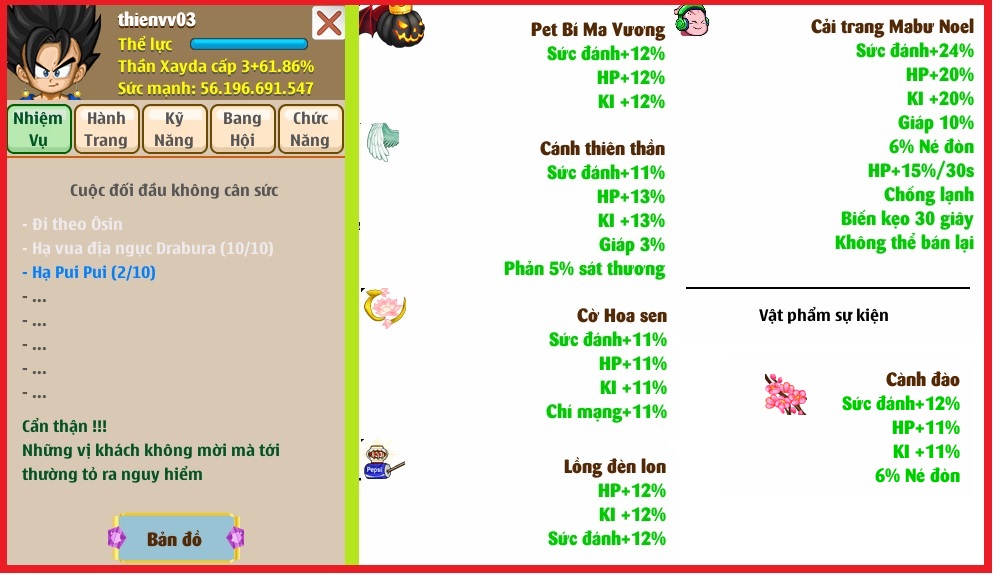 thienvv03
Thể lực
Thần Xayda cấp 3+61.86%
Sức mạnh: 56.196.691.547
Nhiệm Vụ
Hành Trang
Kỹ Năng
Bang Hội
Chức Năng
Cuộc đối đầu không cân sức
- Đi theo Ôsin
- Hạ vua địa ngục Drabura (10/10)
- Hạ Pui Pui (2/10)
- ...
- ...
- ...
- ...
- ...
Cẩn thận !!!
Những vị khách không mời mà tới
thường tỏ ra nguy hiểm
Bản đồ
Pet Bí Ma Vương
Sức đánh+12%
HP+12%
KI +12%
Cánh thiên thần
Sức đánh+11%
HP+13%
KI +13%
Giáp 3%
Phản 5% sát thương
Cờ Hoa sen
Sức đánh+11%
HP+11%
KI +11%
Chí mạng+11%
Pepsi
Lồng đèn lon
HP+12%
KI +12%
Sức đánh+12%
Cải trang Mabư Noel
Sức đánh+24%
HP+20%
KI +20%
Giáp 10%
6% Né đòn
HP+15%/30s
Chống lạnh
Biến kẹo 30 giây
Không thể bán lại
Vật phẩm sự kiện
Cành đào
Sức đánh+12%
HP+11%
KI +11%
6% Né đòn